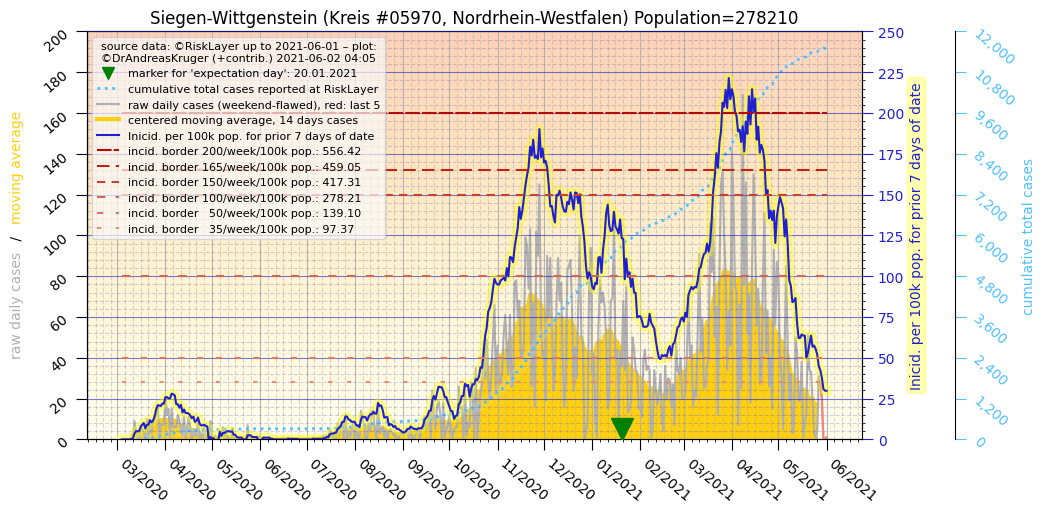 Siegen-Wittgenstein (Kreis #05970, Nordrhein-Westfalen) Population=278210
source data: ©RiskLayer up to 2021-06-01 – plot:
©DrAndreasKruger (+contrib.) 2021-06-02 04:05
marker for 'expectation day': 20.01.2021
cumulative total cases reported at RiskLayer
raw daily cases (weekend-flawed), red: last 5
centered moving average, 14 days cases
Inicid. per 100k pop. for prior 7 days of date
incid. border 200/week/100k pop.: 556.42
incid. border 165/week/100k pop.: 459.05
incid. border 150/week/100k pop.: 417.31
incid. border 100/week/100k pop.: 278.21
incid. border   50/week/100k pop.: 139.10
incid. border   35/week/100k pop.: 97.37
raw daily cases / moving average
200
180
160
140
120
100
80
60
40
20
0
03/2020
04/2020
05/2020
06/2020
07/2020
08/2020
09/2020
10/2020
11/2020
12/2020
01/2021
02/2021
03/2021
04/2021
05/2021
06/2021
250
225
200
175
150
125
100
75
50
25
0
Inicid. per 100k pop. for prior 7 days of date
12,000
10,800
9,600
8,400
7,200
6,000
4,800
3,600
2,400
1,200
0
cumulative total cases